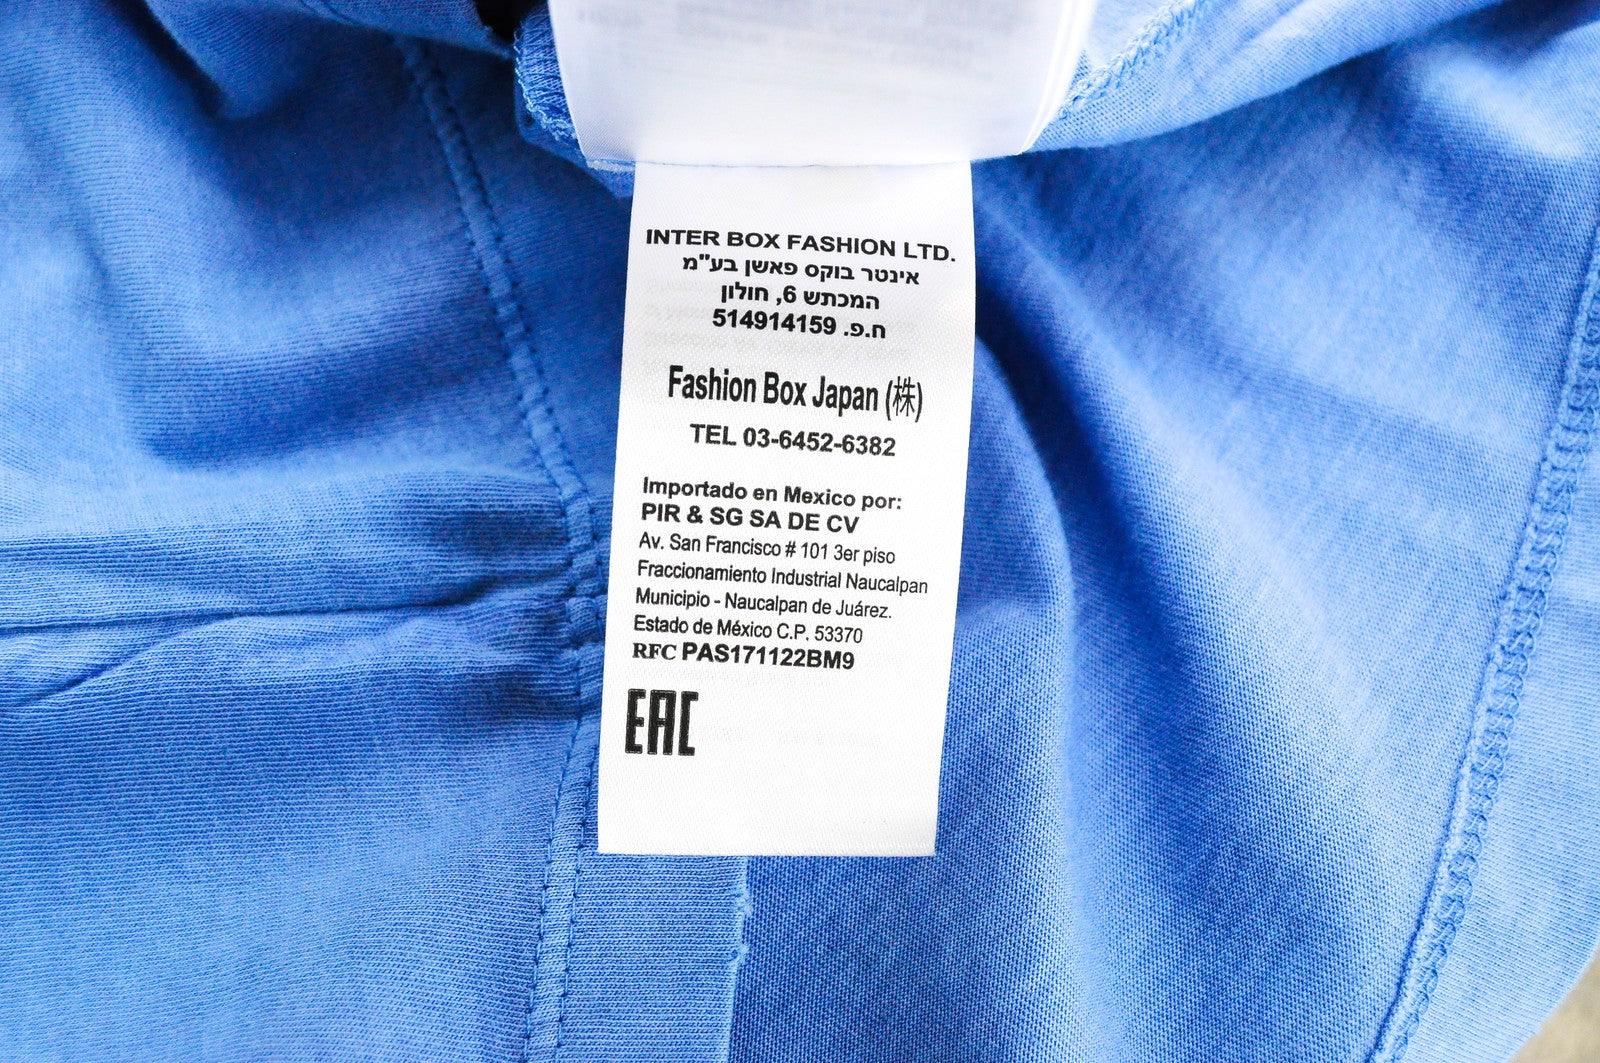 INTER BOX FASHION LTD.
אינטר בוקס פאשן בע"מ
המכתש 6, חולון
ח.פ. 514914159
Fashion Box Japan (株)
TEL 03-6452-6382
Importado en Mexico por:
PIR & SG SA DE CV
Av. San Francisco # 101 3er piso
Fraccionamiento Industrial Naucalpan
Municipio - Naucalpan de Juárez.
Estado de México C.P. 53370
RFC PAS171122BM9
EAC